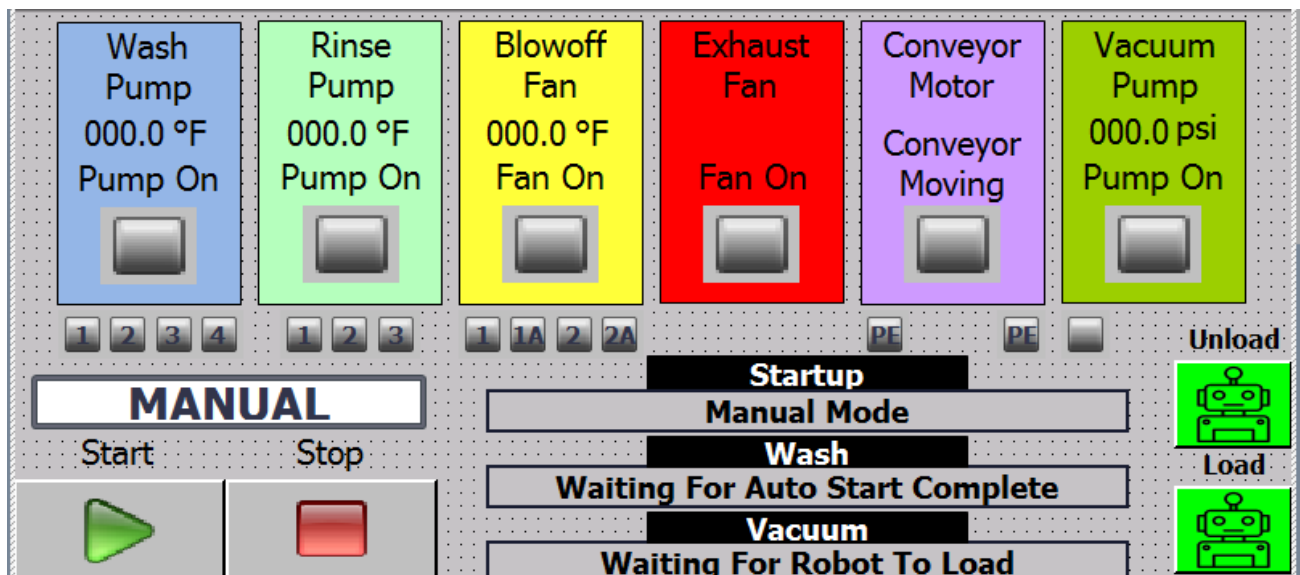 Wash
Pump
000.0 °F
Pump On
Rinse
Pump
000.0 °F
Pump On
Blowoff
Fan
000.0 °F
Fan On
Exhaust
Fan
Fan On
Conveyor
Motor
Conveyor
Moving
Vacuum
Pump
000.0 psi
Pump On
1 2 3 4
1 2 3
1 1A 2 2A
PE PE
Unload
Load
MANUAL
Start Stop
Startup
Manual Mode
Wash
Waiting For Auto Start Complete
Vacuum
Waiting For Robot To Load